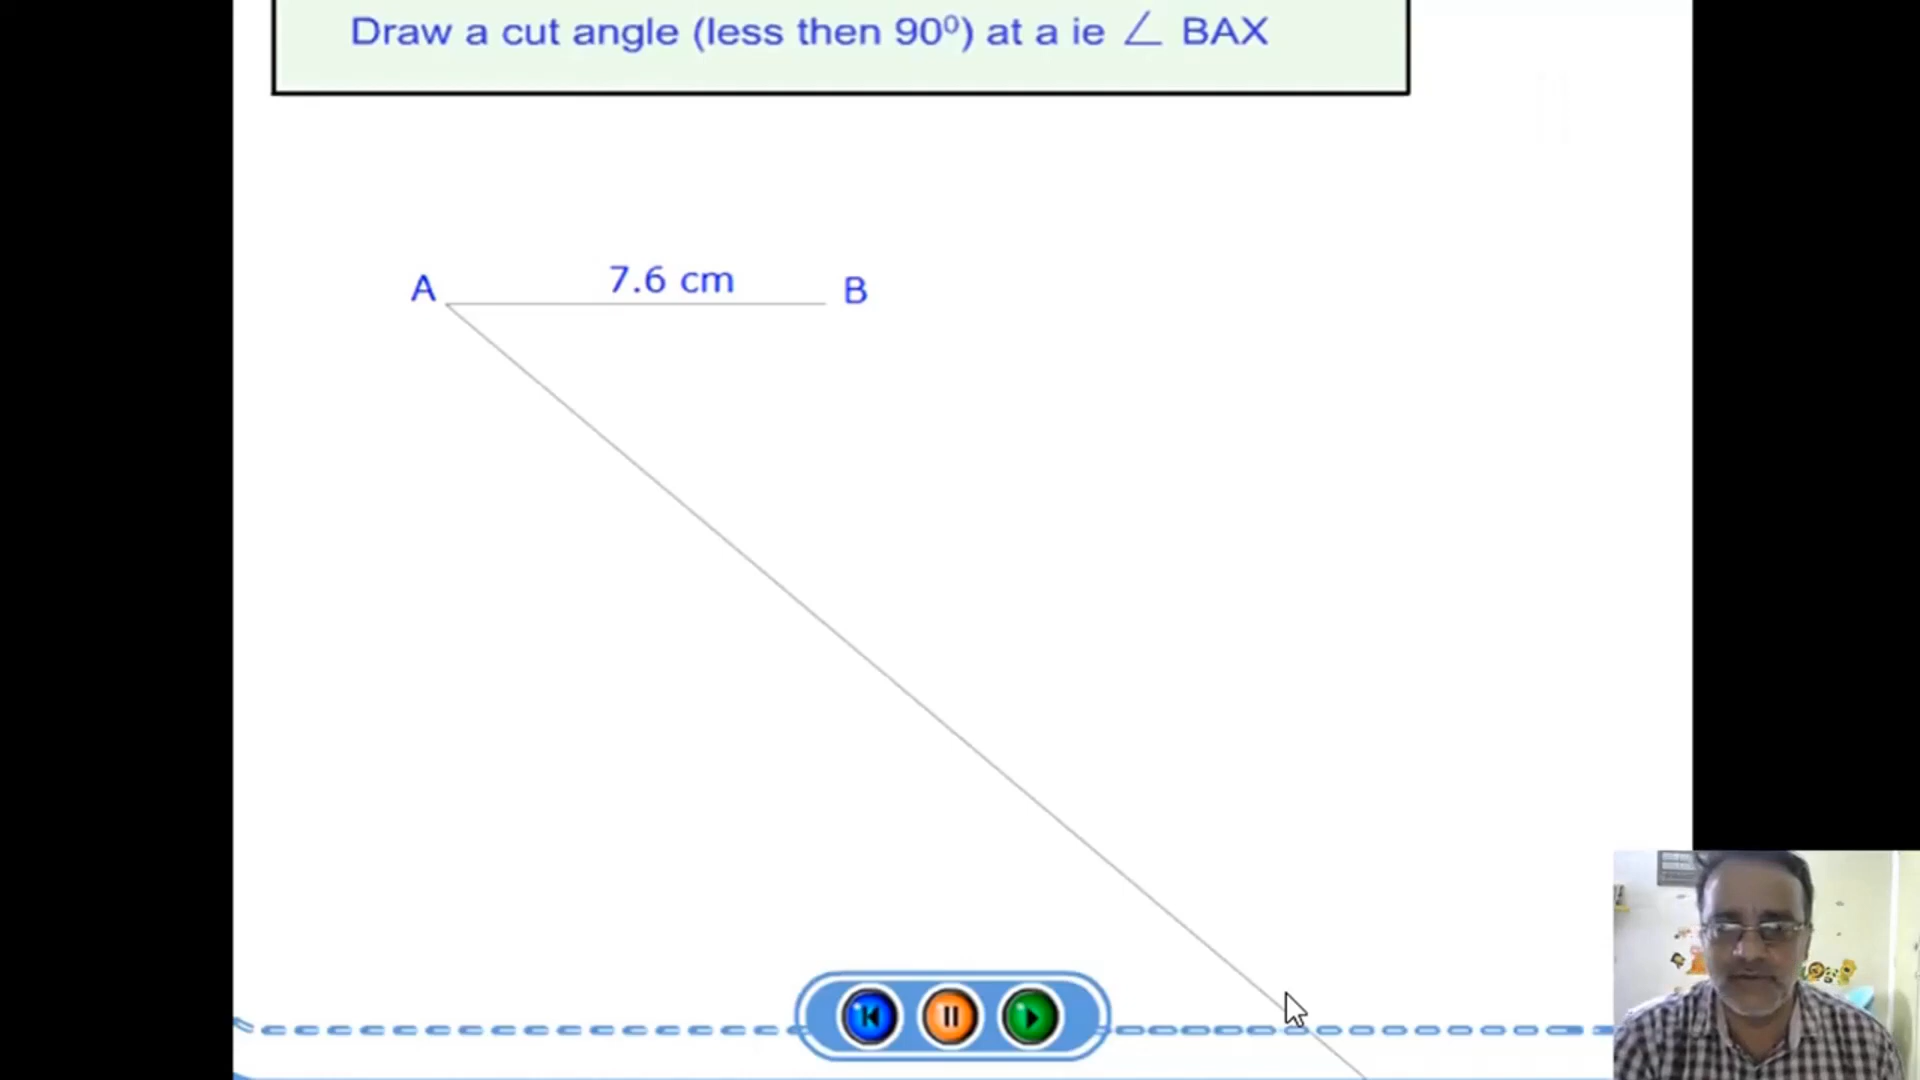 Draw a cut angle (less then 90⁰) at a ie ∠ BAX
A 7.6 cm B